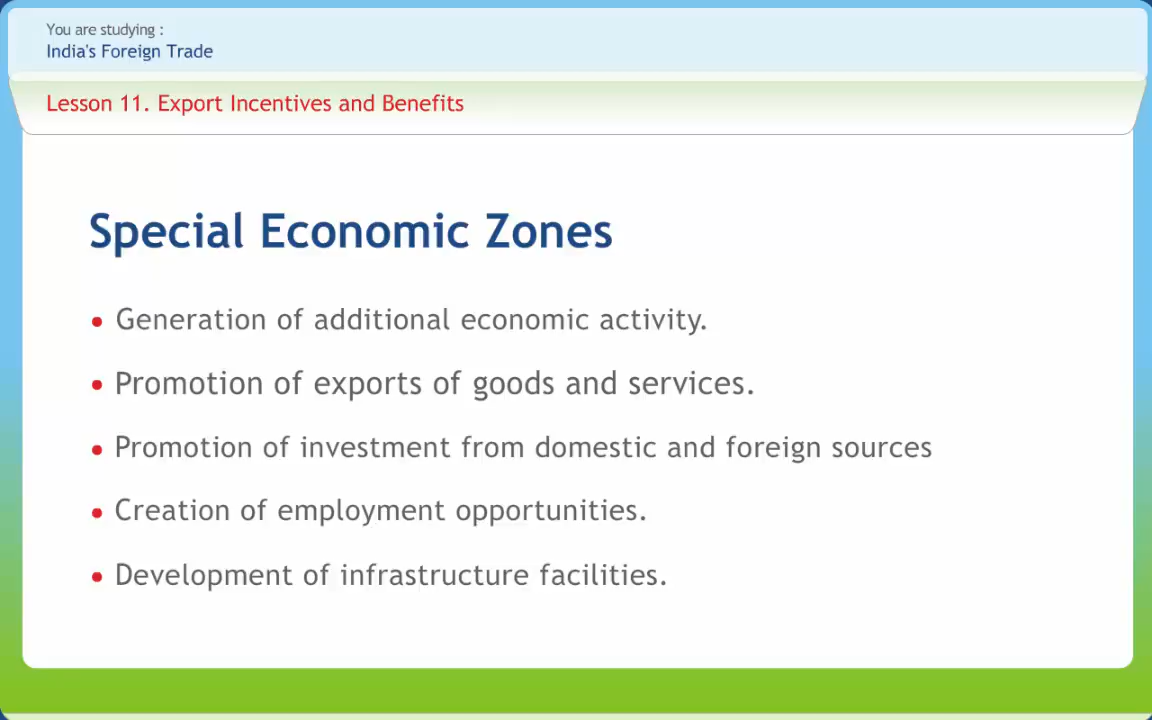 You are studying :
India's Foreign Trade
Lesson 11. Export Incentives and Benefits
Special Economic Zones
• Generation of additional economic activity.
• Promotion of exports of goods and services.
• Promotion of investment from domestic and foreign sources
• Creation of employment opportunities.
• Development of infrastructure facilities.